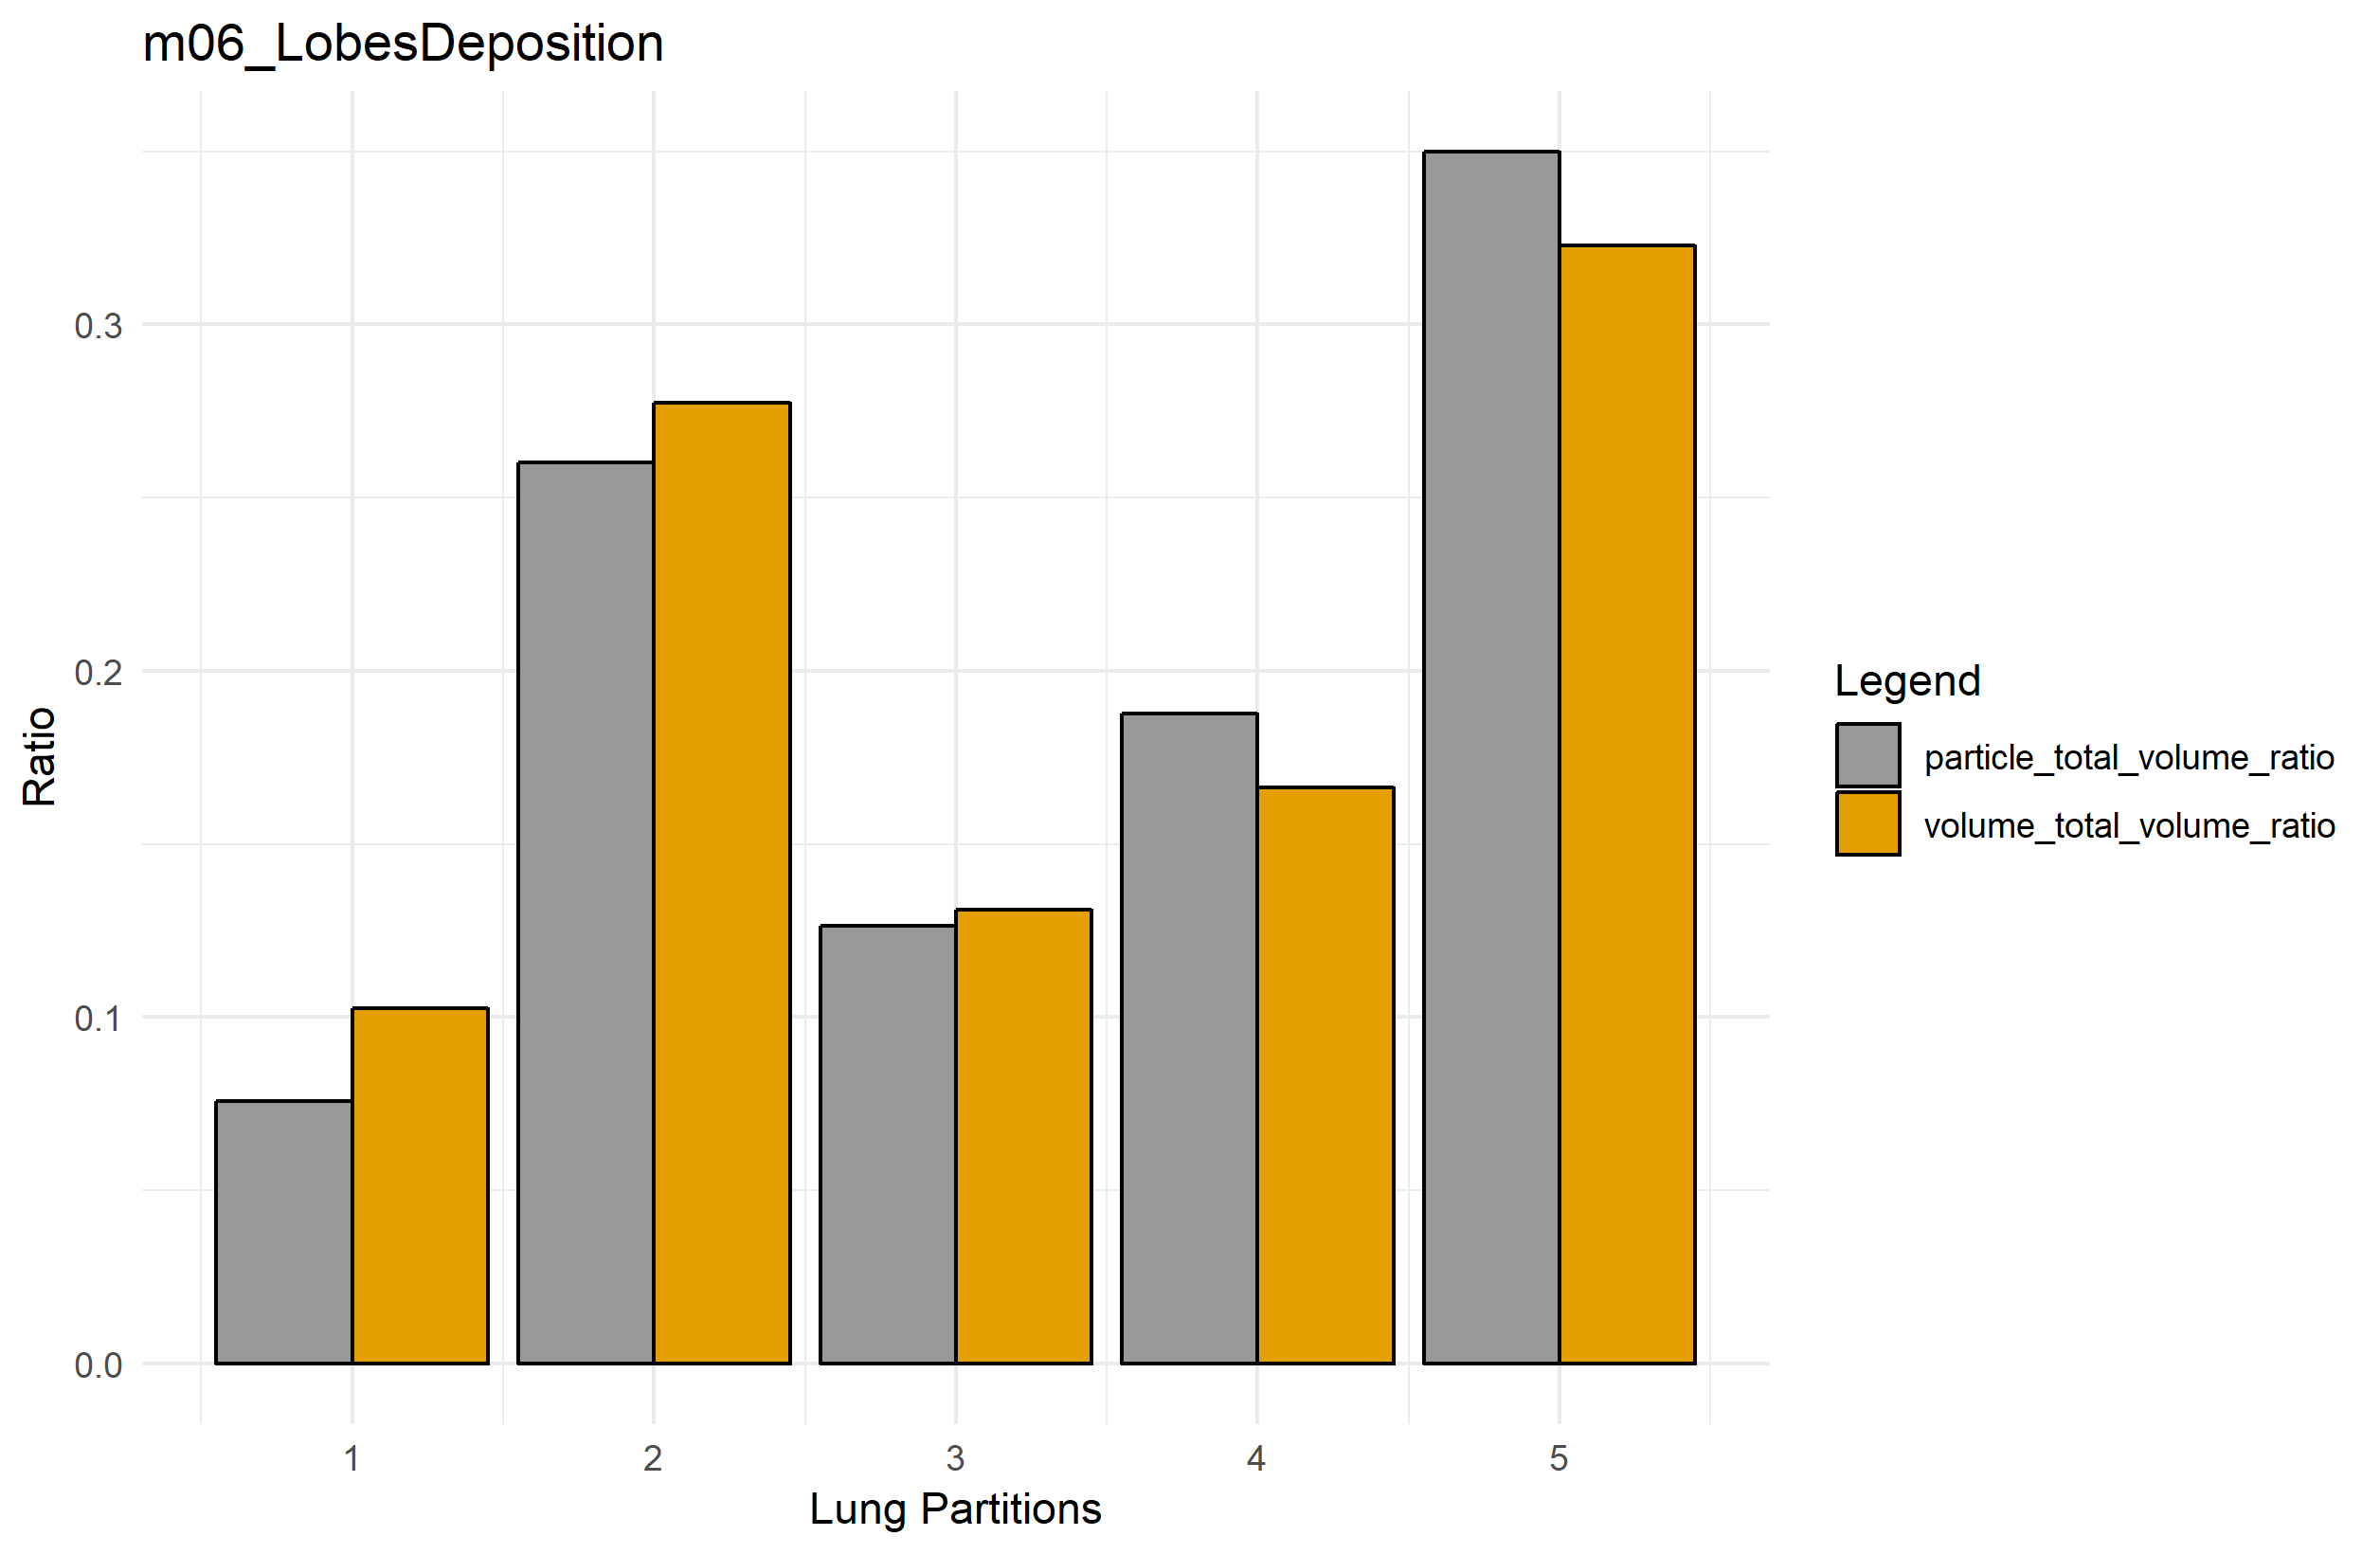 m06_LobesDeposition
Ratio
0.3
0.2
0.1
0.0
1 2 3 4 5
Lung Partitions
Legend
particle_total_volume_ratio
volume_total_volume_ratio